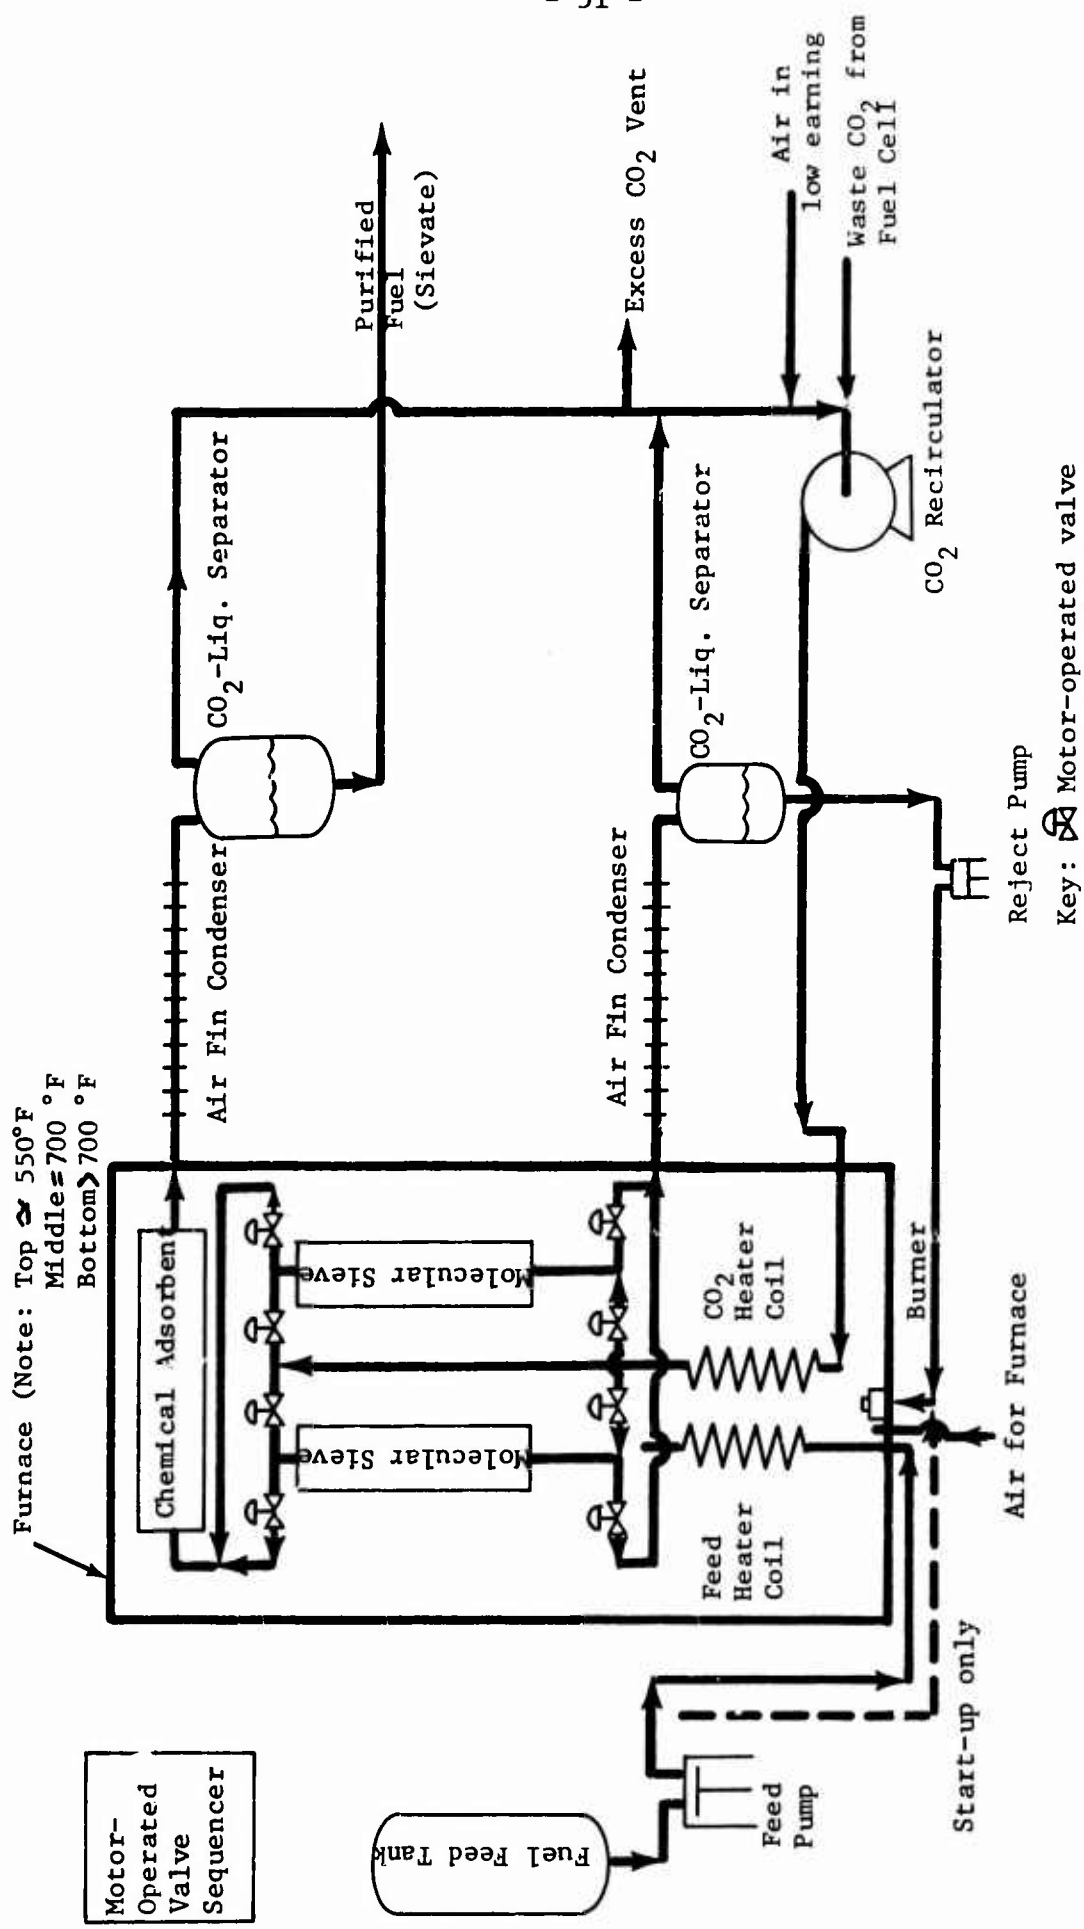 - 51 -
Furnace (Note: Top ≃ 550°F
Middle=700 °F
Bottom>700 °F
Motor-
Operated
Valve
Sequencer
Chemical Adsorbent
Molecular Sieve
Molecular Sieve
Feed
Heater
Coil
CO2
Heater
Coil
Fuel Feed Tank
Feed
Pump
Start-up only
Air for Furnace
Burner
Air Fin Condenser
Air Fin Condenser
CO2-Liq. Separator
CO2-Liq. Separator
Purified
Fuel
(Sievate)
Excess CO2 Vent
Air in
low earning
Waste CO2 from
Fuel Cell
CO2 Recirculator
Reject Pump
Key: Motor-operated valve